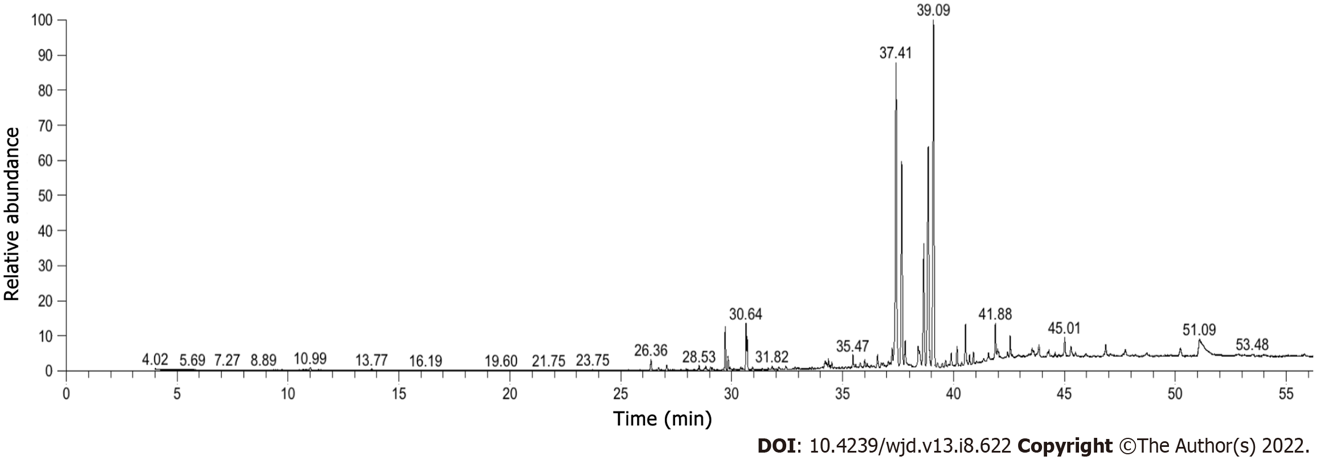 39.09
100
37.41
90
80
70
60
50
40
30
20
10
0
Relative abundance
4.02 5.69 7.27 8.89 10.99 13.77 16.19 19.60 21.75 23.75 26.36 28.53 30.64 31.82 35.47 41.88 45.01 51.09 53.48
0 5 10 15 20 25 30 35 40 45 50 55
Time (min)
DOI: 10.4239/wjd.v13.i8.622 Copyright ©The Author(s) 2022.